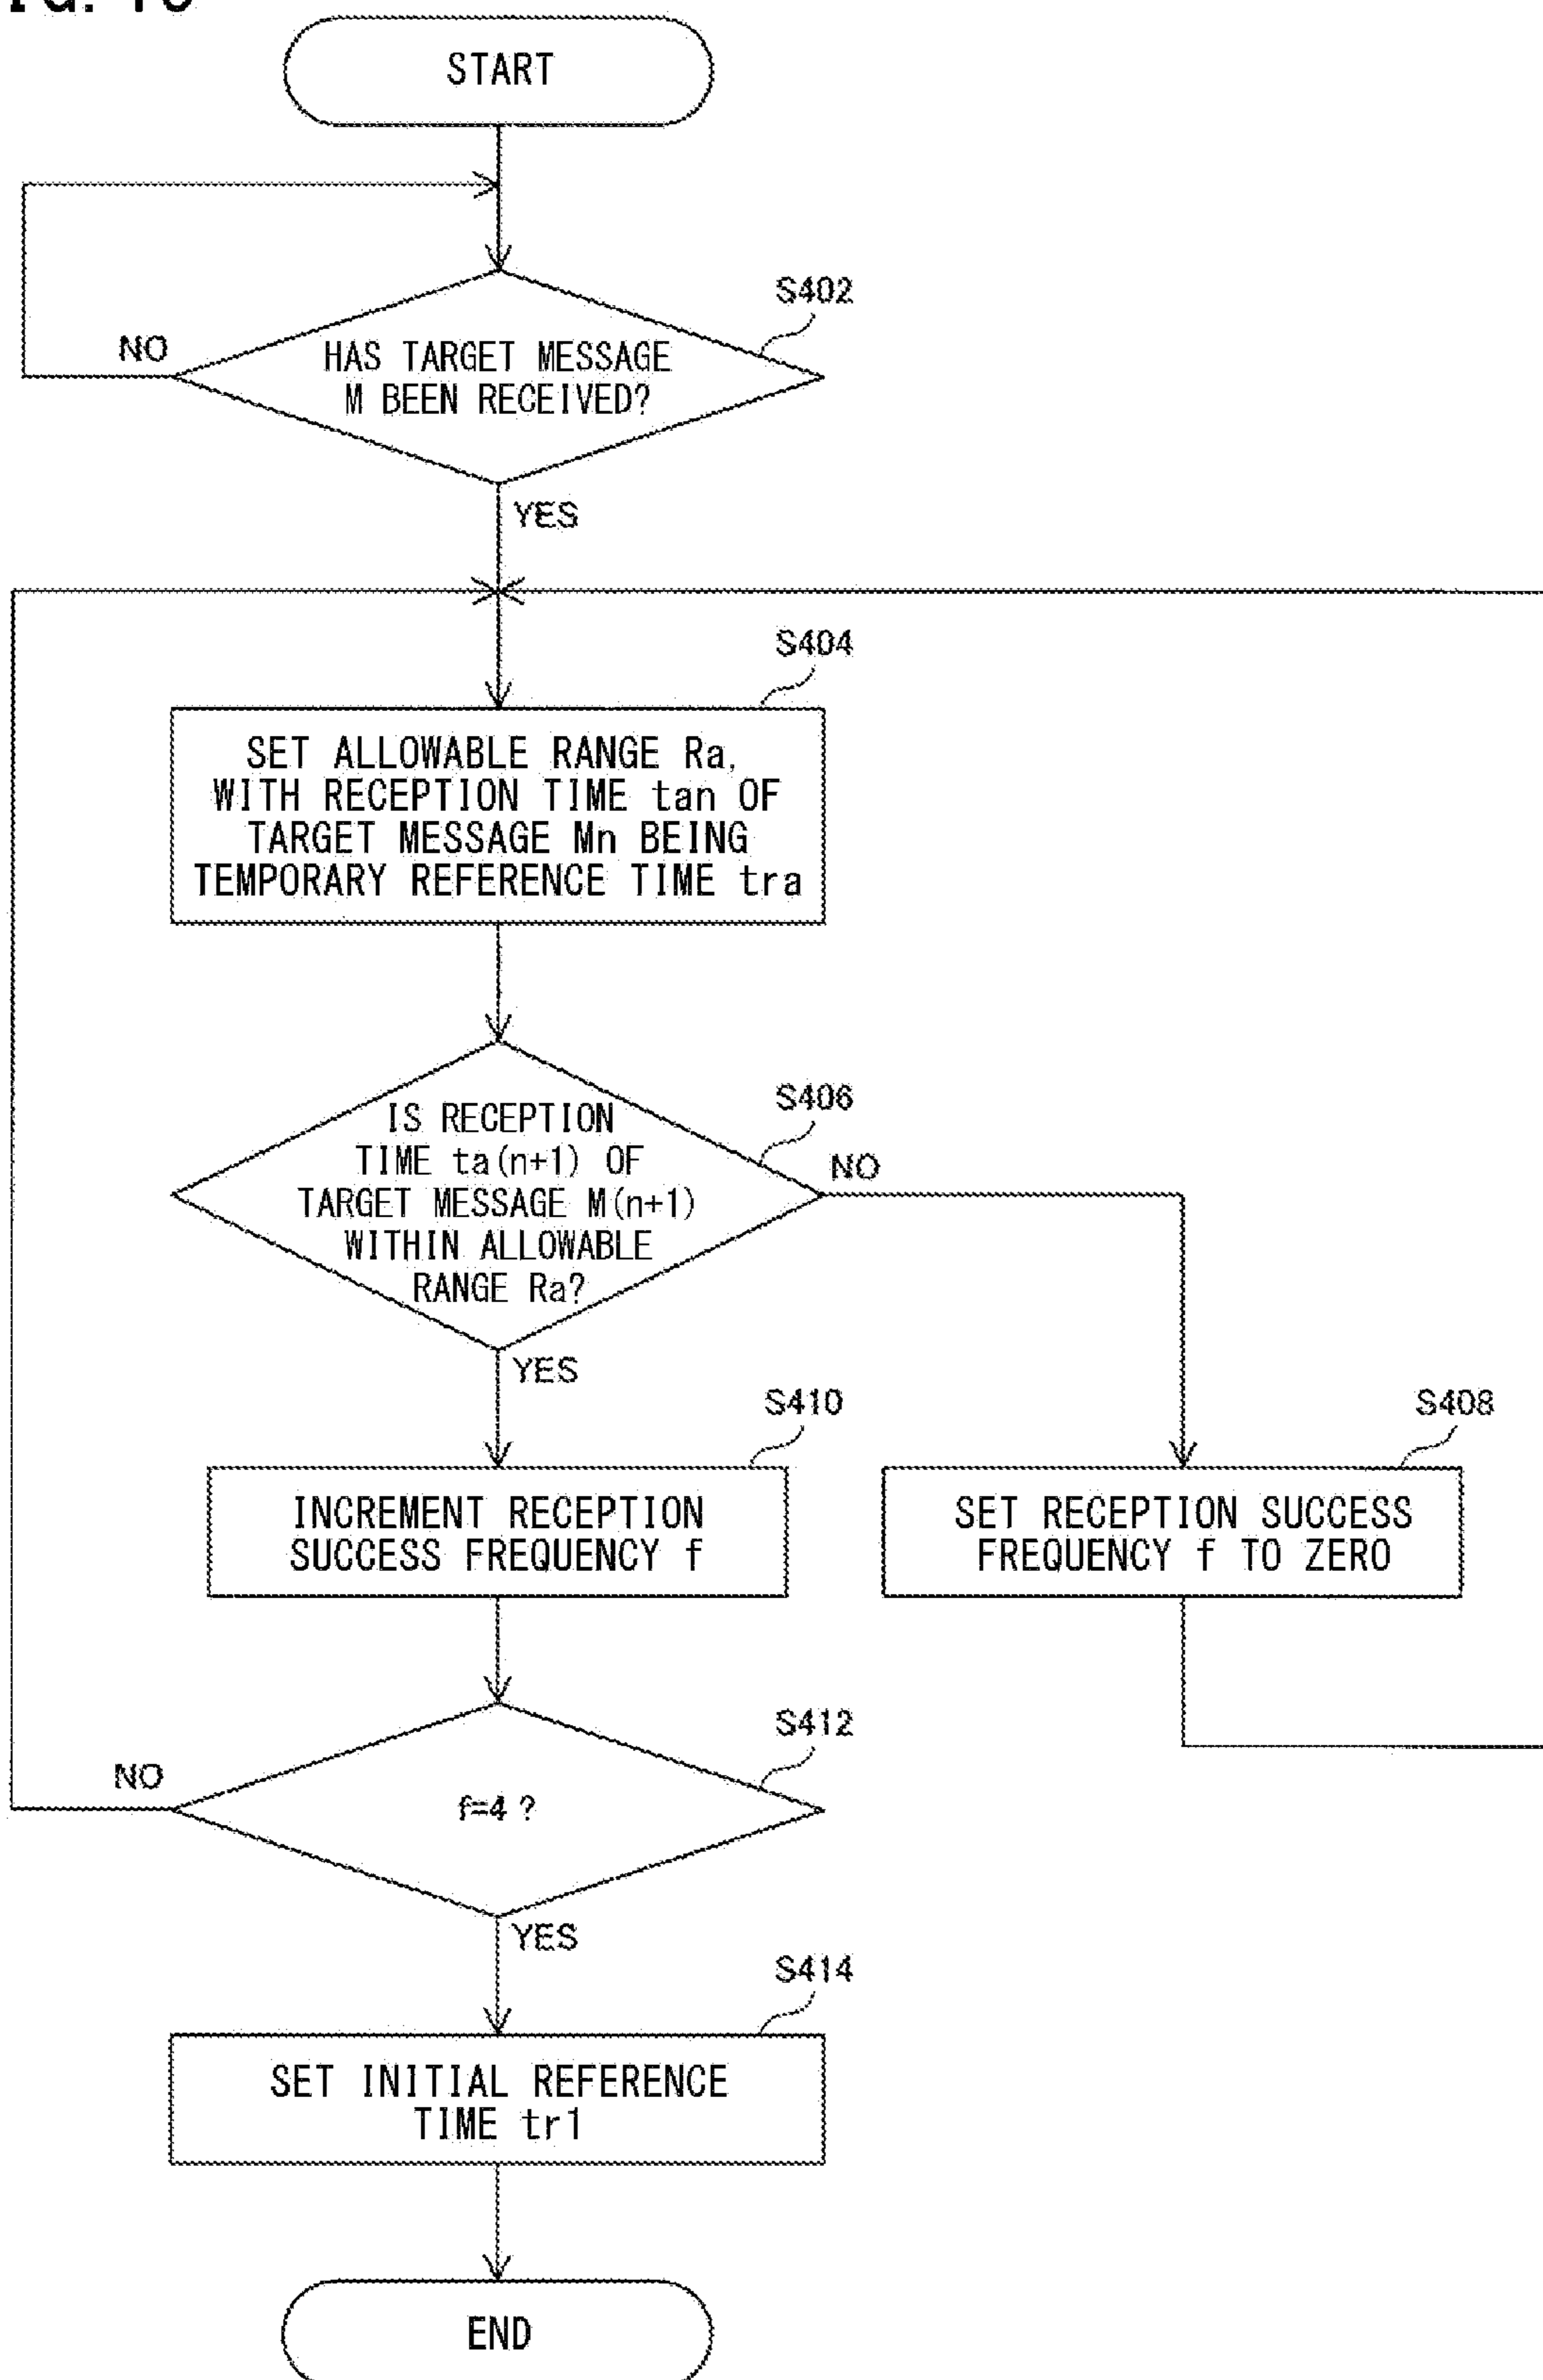 START
S402
NO
HAS TARGET MESSAGE
M BEEN RECEIVED?
YES
S404
SET ALLOWABLE RANGE Ra,
WITH RECEPTION TIME tan OF
TARGET MESSAGE Mn BEING
TEMPORARY REFERENCE TIME tra
S406
IS RECEPTION
TIME ta(n+1) OF
TARGET MESSAGE M(n+1)
WITHIN ALLOWABLE
RANGE Ra?
NO
YES
S410
S408
INCREMENT RECEPTION
SUCCESS FREQUENCY f
SET RECEPTION SUCCESS
FREQUENCY f TO ZERO
S412
NO
f=4 ?
YES
S414
SET INITIAL REFERENCE
TIME tr1
END